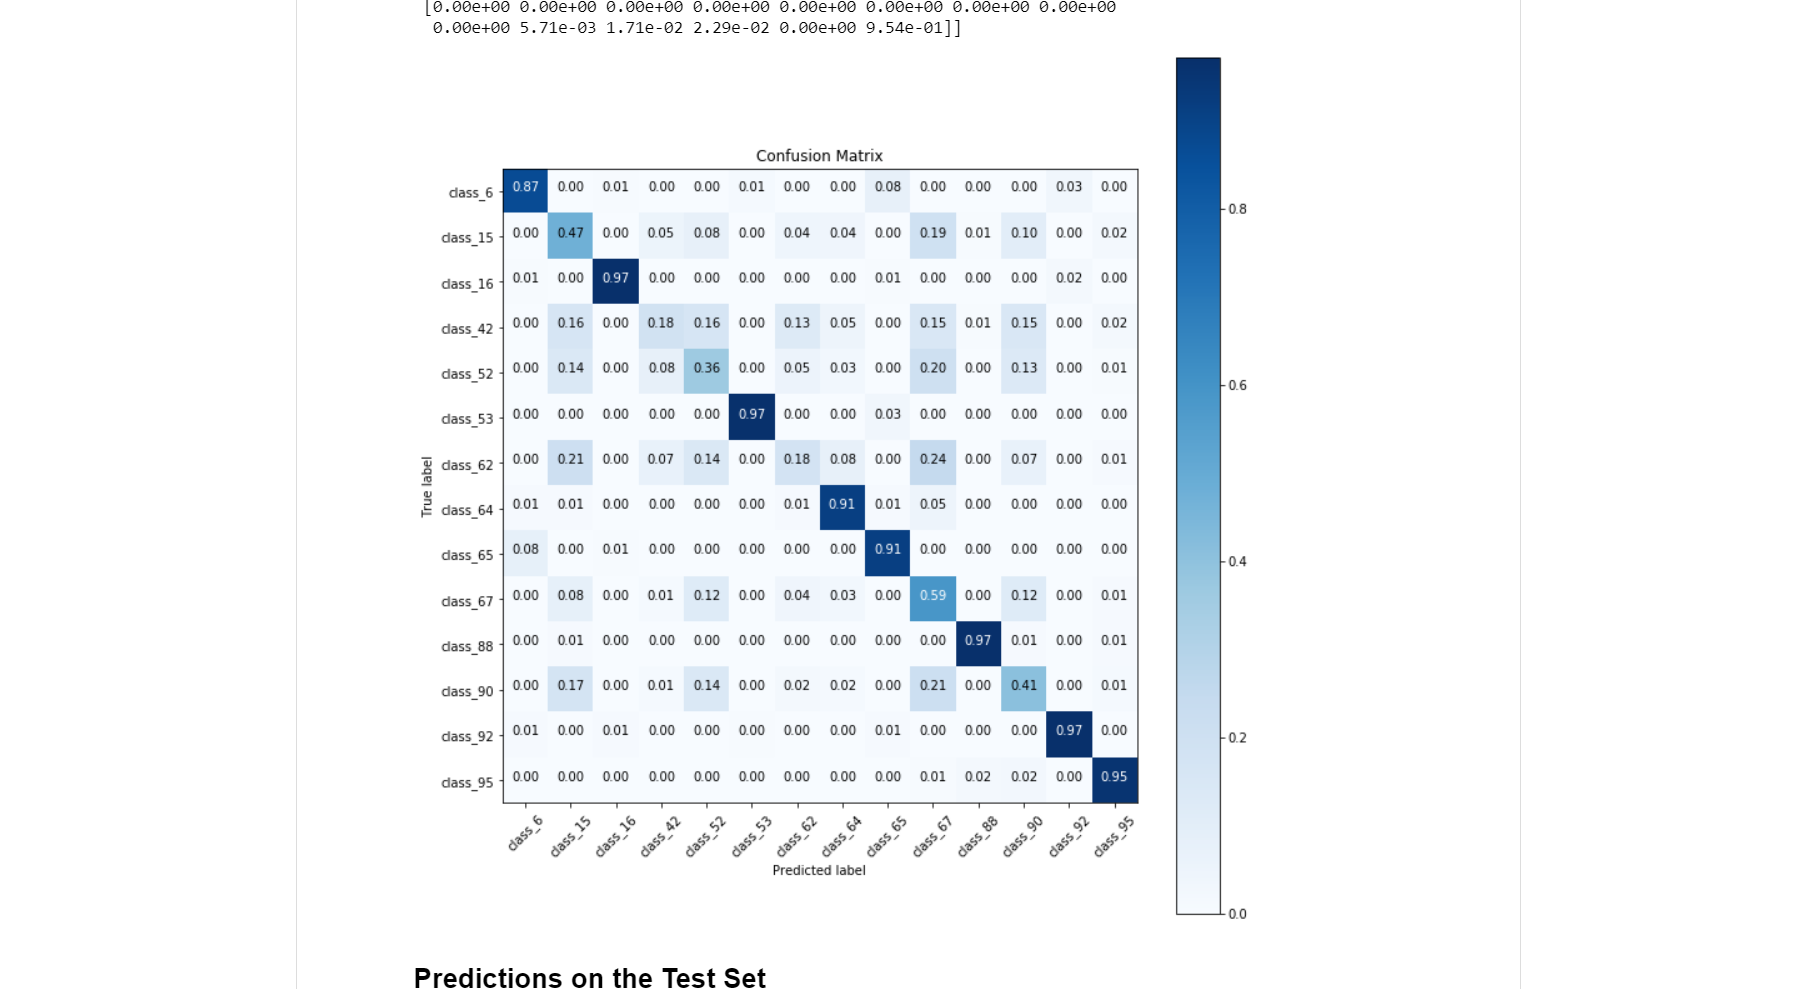 [0.00e+00 0.00e+00 0.00e+00 0.00e+00 0.00e+00 0.00e+00 0.00e+00 0.00e+00
0.00e+00 5.71e-03 1.71e-02 2.29e-02 0.00e+00 9.54e-01]]
Confusion Matrix
class_6 0.87 0.00 0.01 0.00 0.00 0.01 0.00 0.00 0.08 0.00 0.00 0.00 0.03 0.00
class_15 0.00 0.47 0.00 0.05 0.08 0.00 0.04 0.04 0.00 0.19 0.01 0.10 0.00 0.02
class_16 0.01 0.00 0.97 0.00 0.00 0.00 0.00 0.00 0.01 0.00 0.00 0.00 0.02 0.00
class_42 0.00 0.16 0.00 0.18 0.16 0.00 0.13 0.05 0.00 0.15 0.01 0.15 0.00 0.02
class_52 0.00 0.14 0.00 0.08 0.36 0.00 0.05 0.03 0.00 0.20 0.00 0.13 0.00 0.01
class_53 0.00 0.00 0.00 0.00 0.00 0.97 0.00 0.00 0.03 0.00 0.00 0.00 0.00 0.00
class_62 0.00 0.21 0.00 0.07 0.14 0.00 0.18 0.08 0.00 0.24 0.00 0.07 0.00 0.01
class_64 0.01 0.01 0.00 0.00 0.00 0.00 0.01 0.91 0.01 0.05 0.00 0.00 0.00 0.00
class_65 0.08 0.00 0.01 0.00 0.00 0.00 0.00 0.00 0.91 0.00 0.00 0.00 0.00 0.00
class_67 0.00 0.08 0.00 0.01 0.12 0.00 0.04 0.03 0.00 0.59 0.00 0.12 0.00 0.01
class_88 0.00 0.01 0.00 0.00 0.00 0.00 0.00 0.00 0.00 0.00 0.97 0.01 0.00 0.01
class_90 0.00 0.17 0.00 0.01 0.14 0.00 0.02 0.02 0.00 0.21 0.00 0.41 0.00 0.01
class_92 0.01 0.00 0.01 0.00 0.00 0.00 0.00 0.00 0.01 0.00 0.00 0.00 0.97 0.00
class_95 0.00 0.00 0.00 0.00 0.00 0.00 0.00 0.00 0.00 0.01 0.02 0.02 0.00 0.95
True label
class_6 class_15 class_16 class_42 class_52 class_53 class_62 class_64 class_65 class_67 class_88 class_90 class_92 class_95
Predicted label
0.8
0.6
0.4
0.2
0.0
Predictions on the Test Set